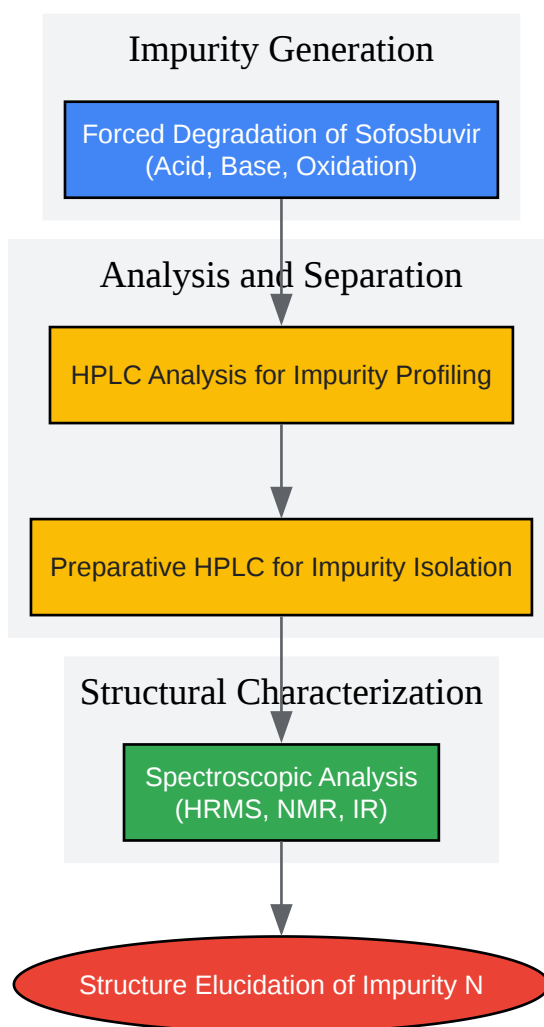 Impurity Generation
Forced Degradation of Sofosbuvir
(Acid, Base, Oxidation)
Analysis and Separation
HPLC Analysis for Impurity Profiling
Preparative HPLC for Impurity Isolation
Structural Characterization
Spectroscopic Analysis
(HRMS, NMR, IR)
Structure Elucidation of Impurity N